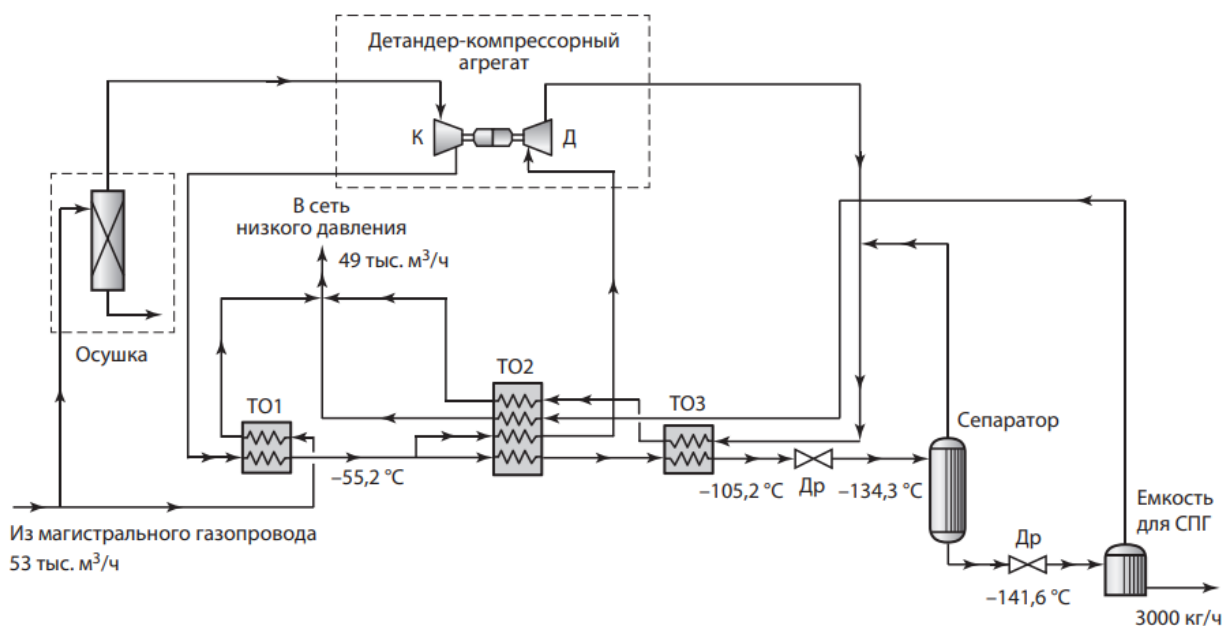 Детандер-компрессорный
агрегат
К
Д
В сеть
низкого давления
49 тыс. м³/ч
Осушка
ТО1
ТО2
ТО3
Сепаратор
–55,2 °C
–105,2 °C
Др
–134,3 °C
Емкость
для СПГ
Из магистрального газопровода
53 тыс. м³/ч
Др
–141,6 °C
3000 кг/ч